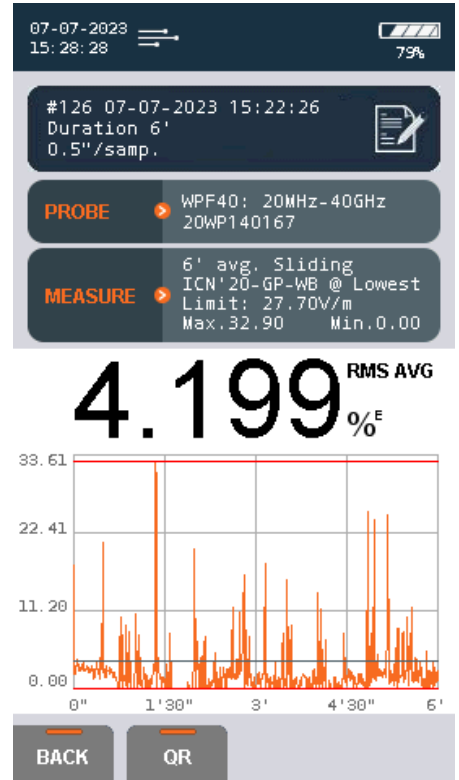 07-07-2023
15:28:28
79%
#126 07-07-2023 15:22:26
Duration 6'
0.5"/samp.
PROBE
WPF40: 20MHz-40GHz
20WP140167
MEASURE
6' avg. Sliding
ICN'20-GP-WB @ Lowest
Limit: 27.70V/m
Max.32.90 Min.0.00
4.199
RMS AVG
%E
33.61
22.41
11.20
0.00
0" 1'30" 3' 4'30" 6'
BACK QR